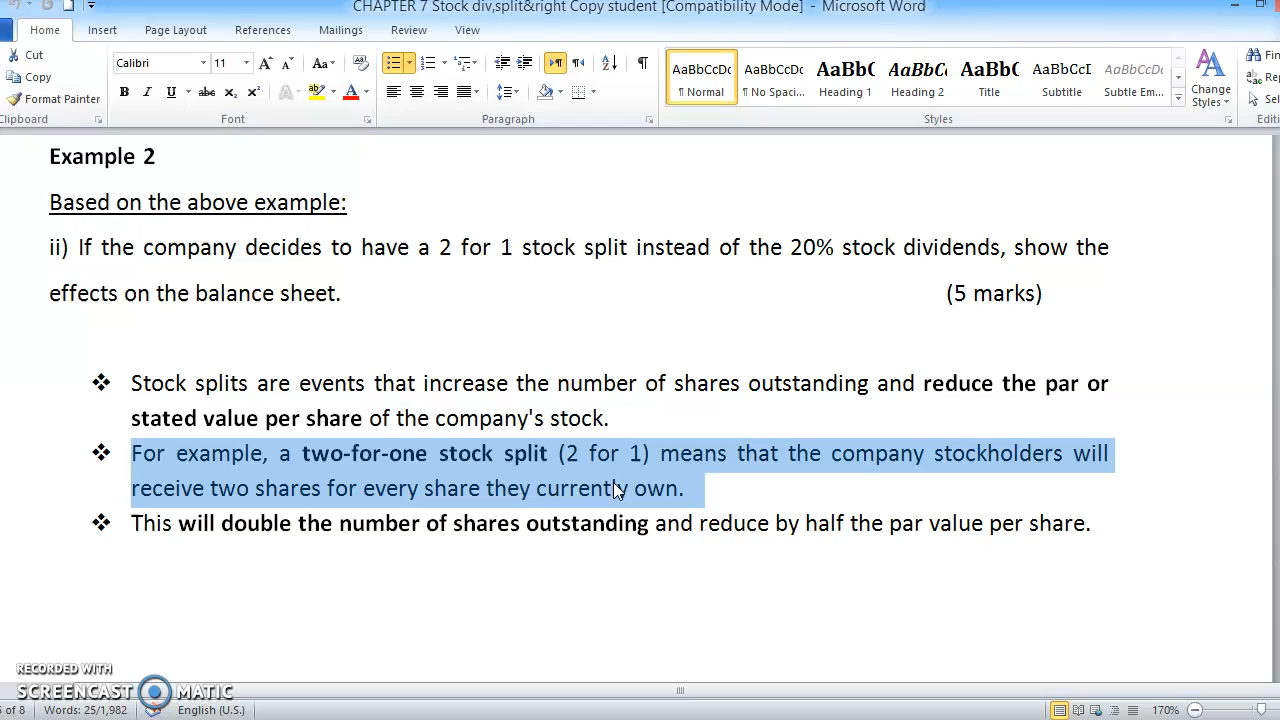 CHAPTER 7 Stock div,split&right Copy student [Compatibility Mode] - Microsoft Word
Home Insert Page Layout References Mailings Review View
Cut
Copy
Format Painter
Clipboard
Calibri 11
Font
Paragraph
AaBbCcDc AaBbCcDc AaBbC AaBbCc AaBbC AaBbCcI AaBbCcDc
¶ Normal ¶ No Spaci... Heading 1 Heading 2 Title Subtitle Subtle Em...
Change
Styles
Styles
Example 2
Based on the above example:
ii) If the company decides to have a 2 for 1 stock split instead of the 20% stock dividends, show the
effects on the balance sheet. (5 marks)
❖ Stock splits are events that increase the number of shares outstanding and reduce the par or
stated value per share of the company's stock.
❖ For example, a two-for-one stock split (2 for 1) means that the company stockholders will
receive two shares for every share they currently own.
❖ This will double the number of shares outstanding and reduce by half the par value per share.
RECORDED WITH
SCREENCAST MATIC
of 8 Words: 25/1,982 English (U.S.) 170%